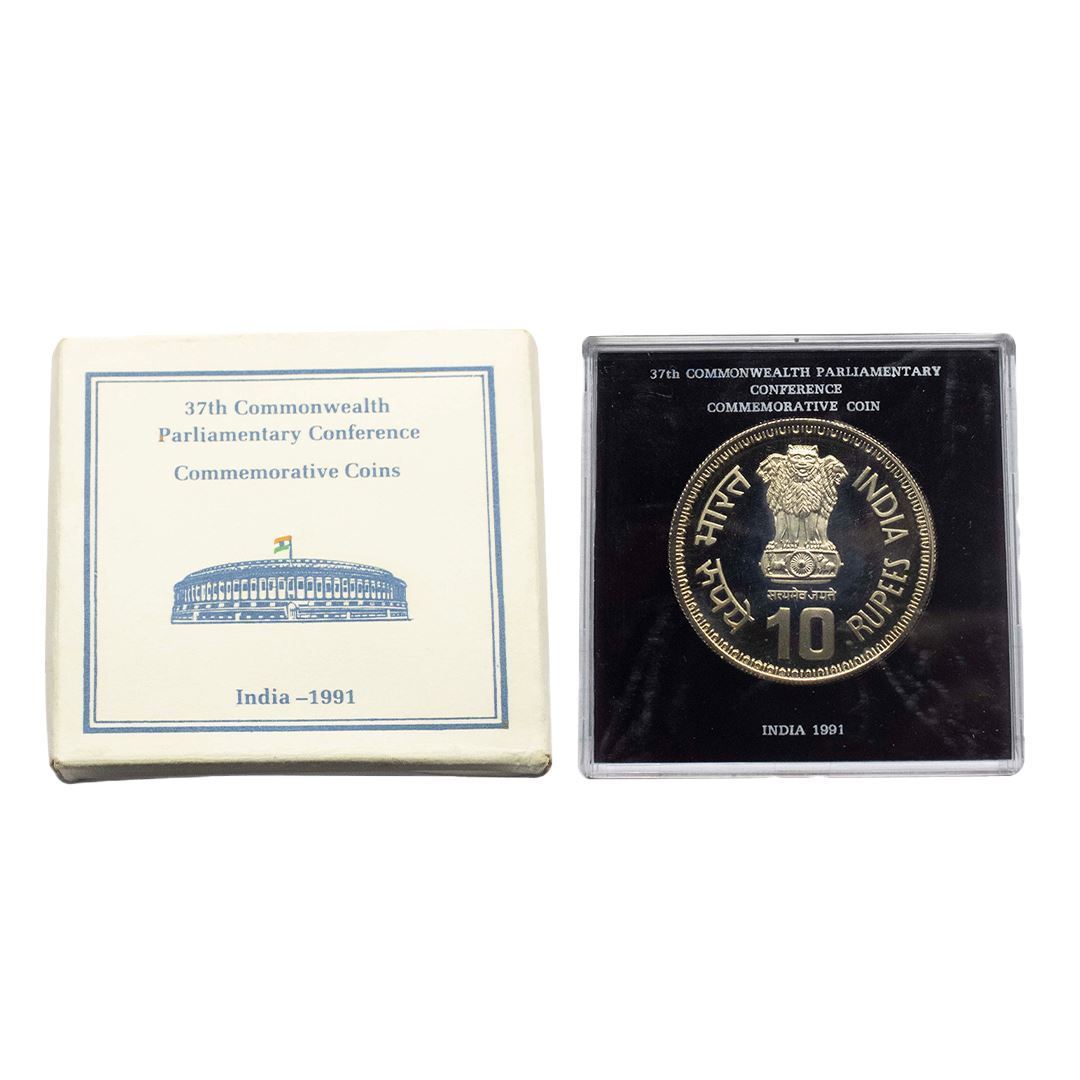 37th Commonwealth
Parliamentary Conference
Commemorative Coins
India –1991
37th COMMONWEALTH PARLIAMENTARY
CONFERENCE
COMMEMORATIVE COIN
भारत
INDIA
सत्यमेव जयते
रुपये
10
RUPEES
INDIA 1991